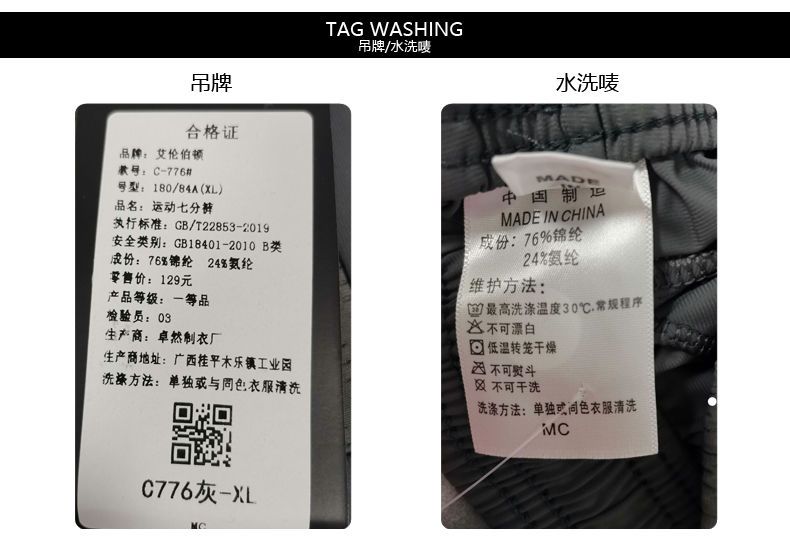 TAG WASHING
吊牌/水洗唛
吊牌
水洗唛
合格证
品牌：艾伦伯顿
款号：C-776#
号型：180/84A(XL)
品名：运动七分裤
执行标准：GB/T22853-2019
安全类别：GB18401-2010 B类
成份：76%锦纶 24%氨纶
零售价：129元
产品等级：一等品
检验员：03
生产商：卓然制衣厂
生产商地址：广西桂平木乐镇工业园
洗涤方法：单独或与同色衣服清洗
C776灰-XL
MC
MADE
中国制造
MADE IN CHINA
成份：76%锦纶
24%氨纶
维护方法：
最高洗涤温度30℃,常规程序
不可漂白
低温转笼干燥
不可熨斗
不可干洗
洗涤方法：单独或同色衣服清洗
MC